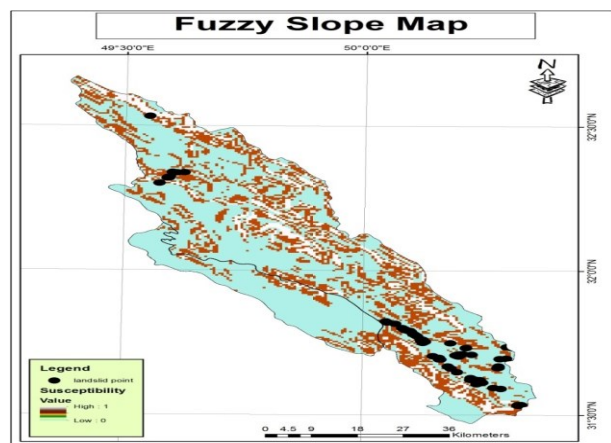 Fuzzy Slope Map
49°30'0"E 50°0'0"E
N
32°30'0"N
32°0'0"N
31°30'0"N
Legend
landslid point
Susceptibility
Value
High : 1
Low : 0
0 4.5 9 18 27 36
Kilometers